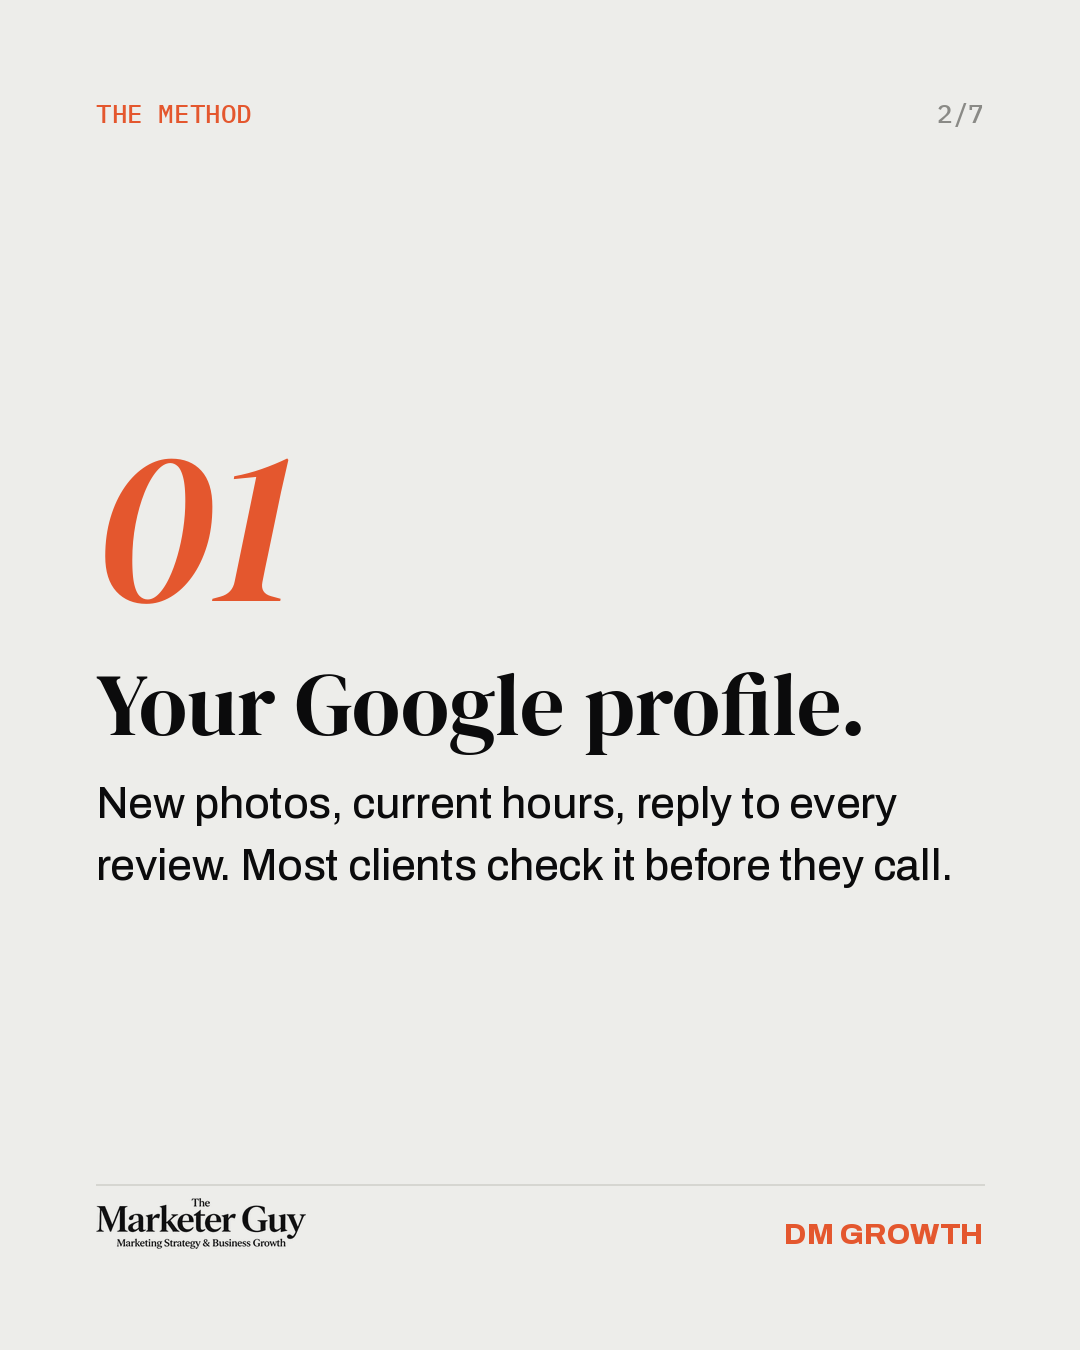 THE METHOD
2/7
01
Your Google profile.
New photos, current hours, reply to every
review. Most clients check it before they call.
The
Marketer Guy
Marketing Strategy & Business Growth
DM GROWTH